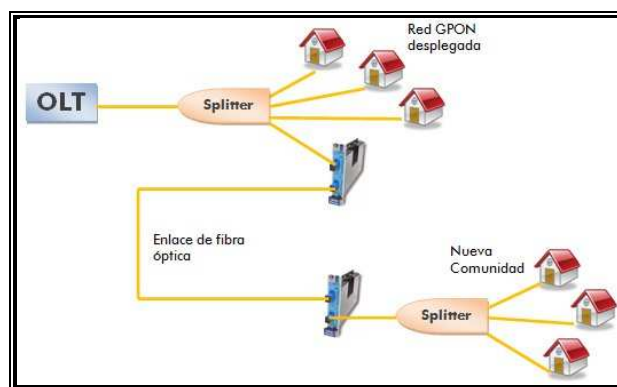 Red GPON
desplegada
OLT
Splitter
Enlace de fibra
óptica
Nueva
Comunidad
Splitter